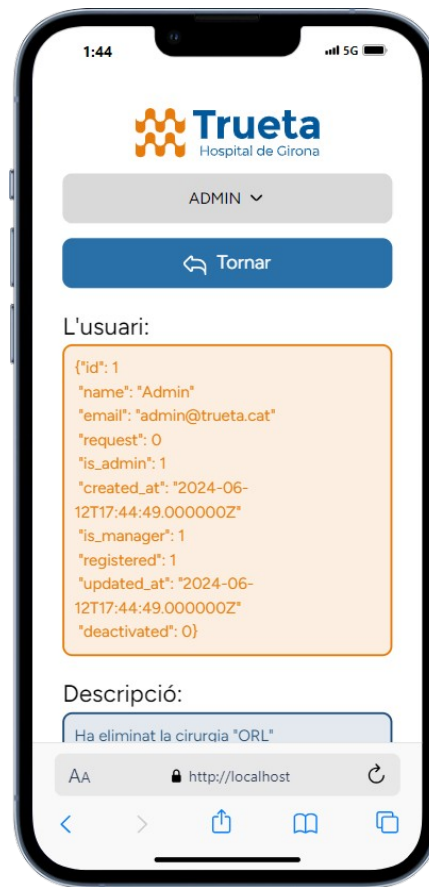 1:44
5G
Trueta
Hospital de Girona
ADMIN
Tornar
L'usuari:
{"id": 1
"name": "Admin"
"email": "admin@trueta.cat"
"request": 0
"is_admin": 1
"created_at": "2024-06-
12T17:44:49.000000Z"
"is_manager": 1
"registered": 1
"updated_at": "2024-06-
12T17:44:49.000000Z"
"deactivated": 0}
Descripció:
Ha eliminat la cirurgia "ORL"
AA
http://localhost